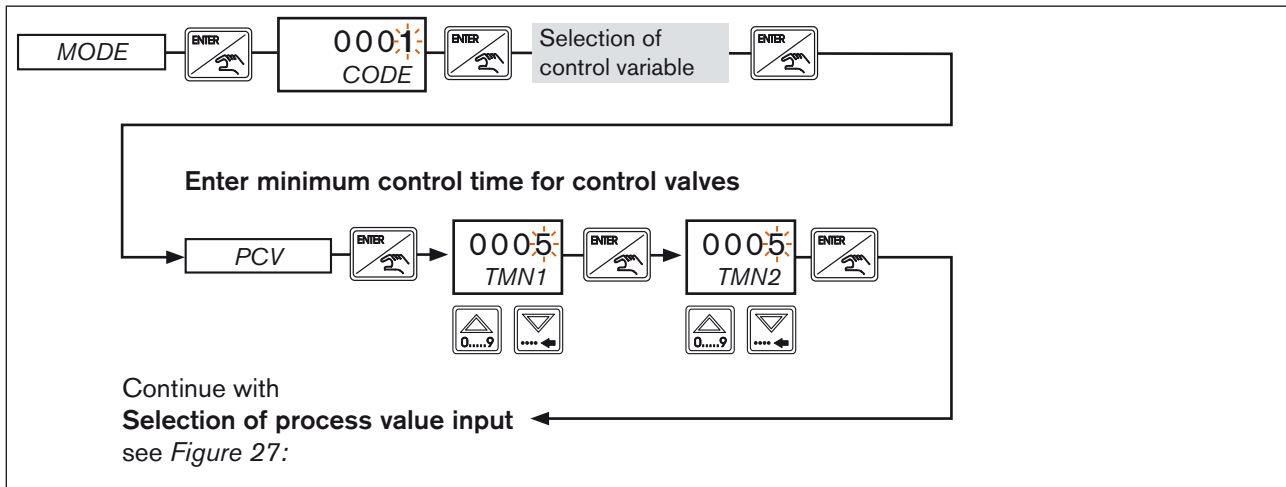 MODE
ENTER
0001
CODE
ENTER
Selection of
control variable
ENTER
Enter minimum control time for control valves
PCV
ENTER
0005
TMN1
ENTER
0005
TMN2
ENTER
0.....9
....
0.....9
....
Continue with
Selection of process value input
see Figure 27: